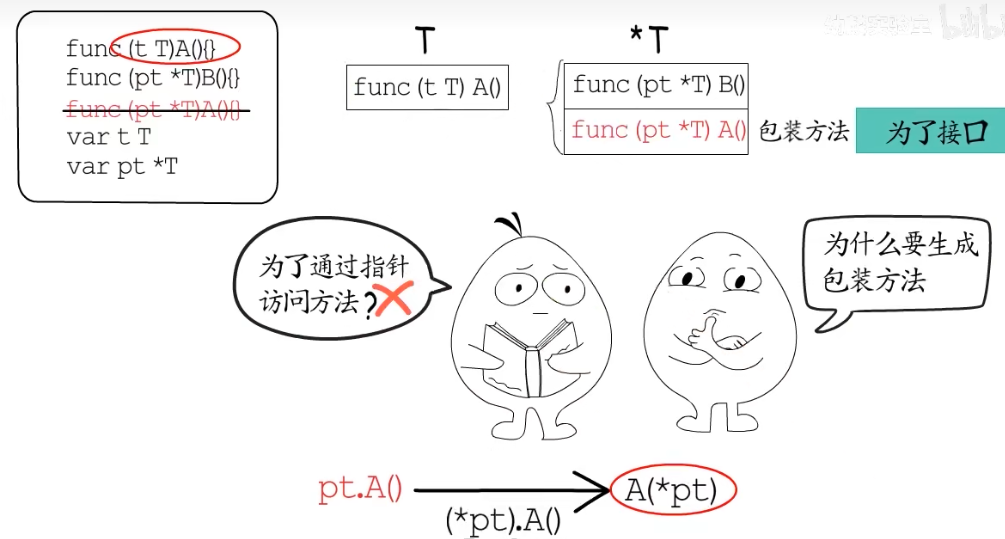 func (t T)A(){}
func (pt *T)B(){}
func (pt *T)A(){}
var t T
var pt *T
T
func (t T) A()
*T
func (pt *T) B()
func (pt *T) A()
包装方法
为了接口
为了通过指针
访问方法?
为什么要生成
包装方法
pt.A()
(*pt).A()
A(*pt)